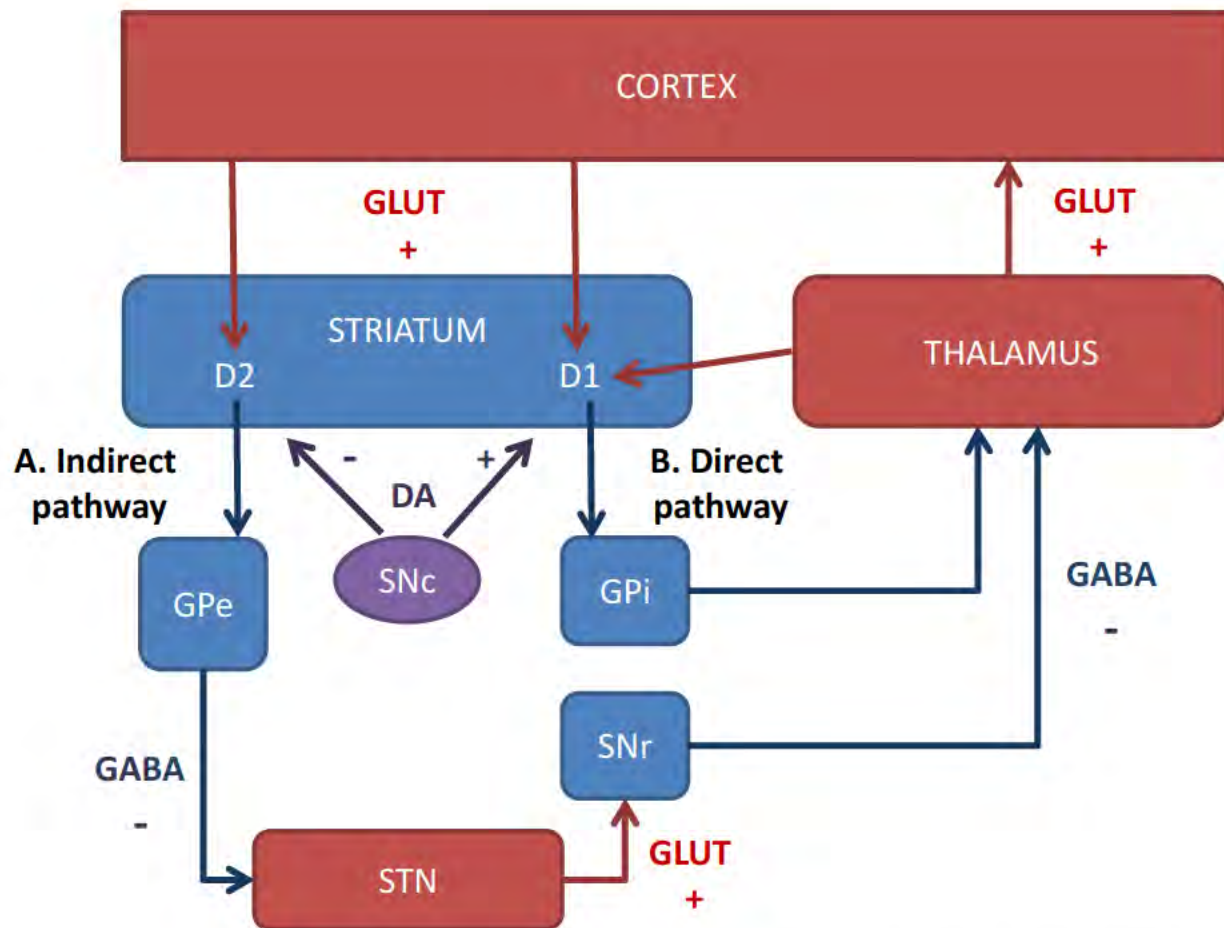 CORTEX
GLUT
+
GLUT
+
STRIATUM
D2
D1
THALAMUS
A. Indirect
pathway
-
+
DA
SNc
B. Direct
pathway
GPe
GPi
GABA
-
SNr
GABA
-
STN
GLUT
+